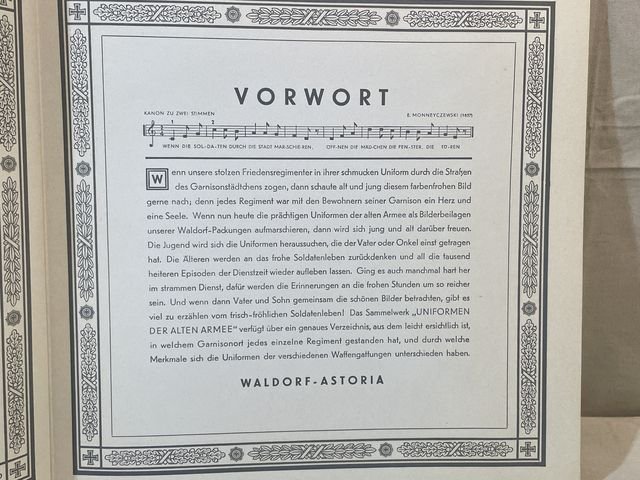 VORWORT
KANON ZU ZWEI STIMMEN
1 2
WENN DIE SOL-DA-TEN DURCH DIE STADT MAR-SCHIE-REN, ÖFF-NEN DIE MÄD-CHEN DIE FEN-STER, DIE
Wenn unsere stolzen Friedensregimenter in ihrer schmucken Uniform durch die Straßen
des Garnisonstädtchens zogen, dann schaute alt und jung diesem farbenfrohen Bild
gerne nach; denn jedes Regiment war mit den Bewohnern seiner Garnison ein Herz und
eine Seele. Wenn nun heute die prächtigen Uniformen der alten Armee als Bilderbeilagen
unserer Waldorf-Packungen aufmarschieren, dann wird sich jung und alt darüber freuen.
Die Jugend wird sich die Uniformen heraussuchen, die der Vater oder Onkel einst getragen
hat. Die Älteren werden an das frohe Soldatenleben zurückdenken und all die tausend
heiteren Episoden der Dienstzeit wieder aufleben lassen. Ging es auch manchmal hart her
im strammen Dienst, dafür werden die Erinnerungen an die frohen Stunden um so reicher
sein. Und wenn dann Vater und Sohn gemeinsam die schönen Bilder betrachten, gibt es
viel zu erzählen vom frisch-fröhlichen Soldatenleben! Das Sammelwerk „UNIFORMEN
DER ALTEN ARMEE" verfügt über ein genaues Verzeichnis, aus dem leicht ersichtlich ist,
in welchem Garnisonort jedes einzelne Regiment gestanden hat, und durch welche
Merkmale sich die Uniformen der verschiedenen Waffengattungen unterschieden haben.
WALDORF-ASTORIA